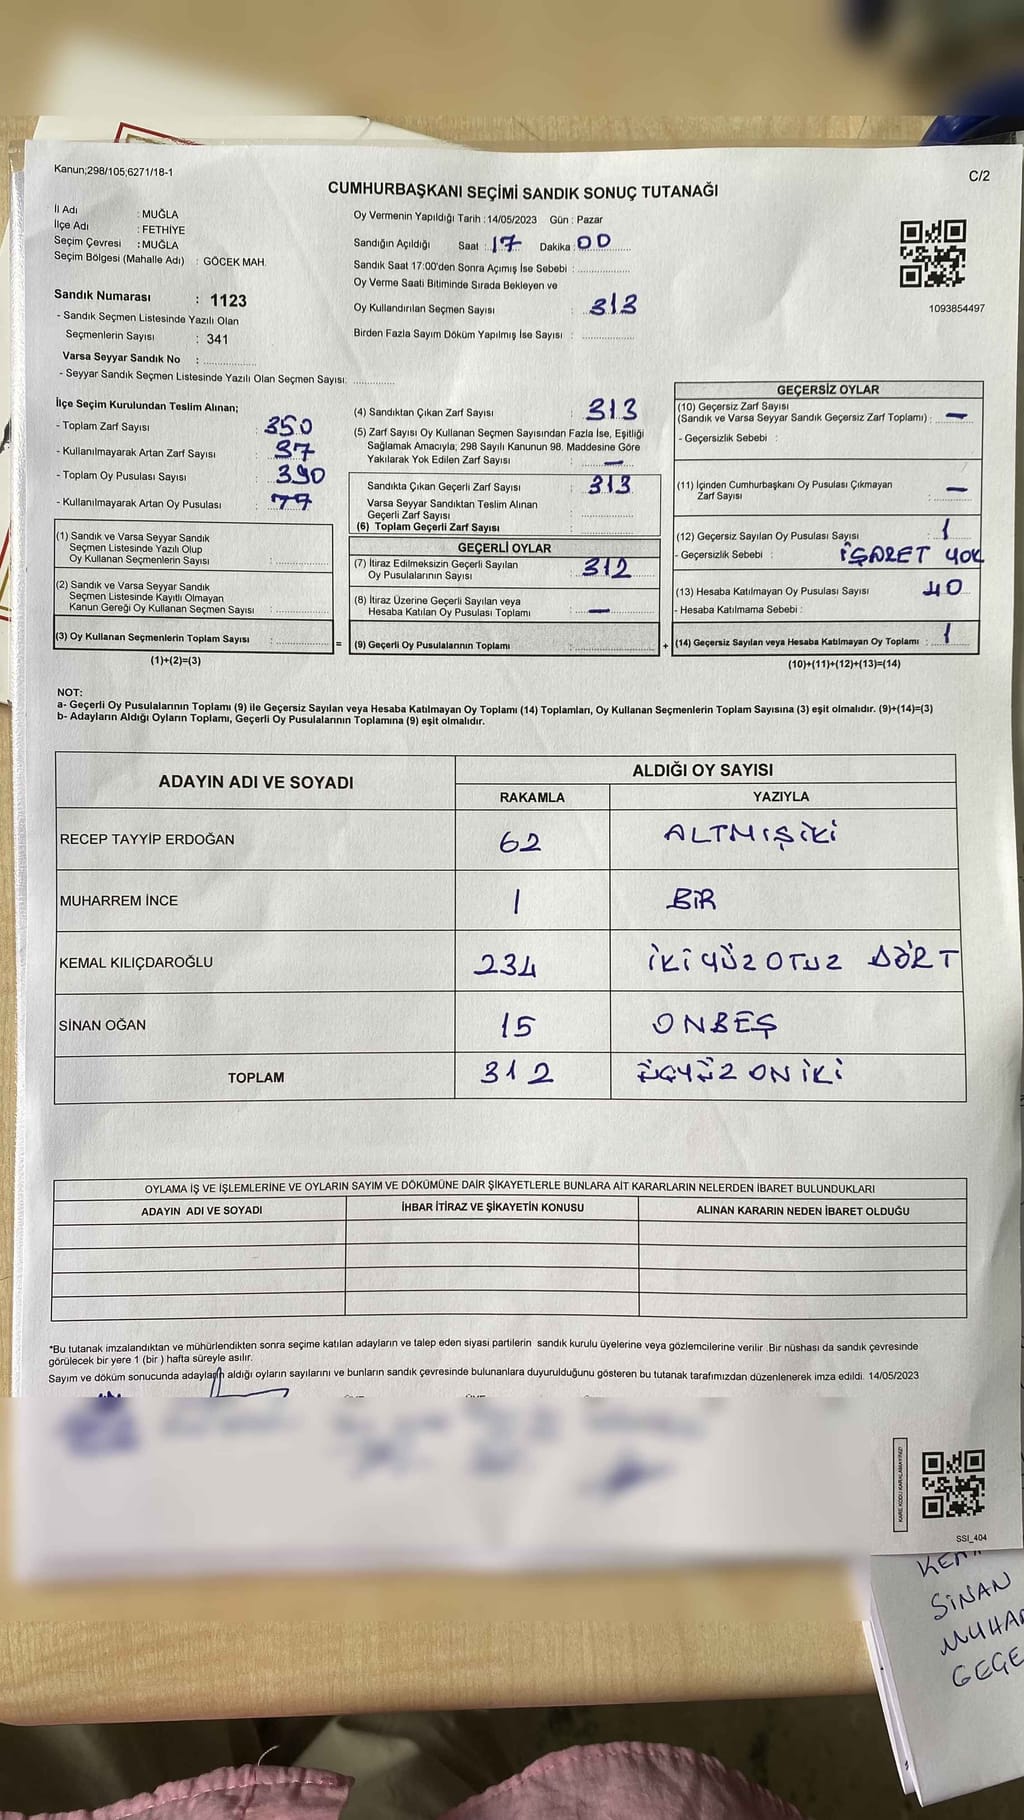 Kanun;298/105;6271/18-1
C/2
CUMHURBAŞKANI SEÇİMİ SANDIK SONUÇ TUTANAĞI
İl Adı : MUĞLA
İlçe Adı : FETHİYE
Seçim Çevresi : MUĞLA
Seçim Bölgesi (Mahalle Adı) : GÖCEK MAH.
Sandık Numarası : 1123
- Sandık Seçmen Listesinde Yazılı Olan
Seçmenlerin Sayısı : 341
Varsa Seyyar Sandık No : ................
- Seyyar Sandık Seçmen Listesinde Yazılı Olan Seçmen Sayısı: ............
Oy Vermenin Yapıldığı Tarih : 14/05/2023 Gün : Pazar
Sandığın Açıldığı Saat : 17 Dakika : 00
Sandık Saat 17:00'den Sonra Açımış İse Sebebi : ................
Oy Verme Saati Bitiminde Sırada Bekleyen ve
Oy Kullandırılan Seçmen Sayısı : 313
Birden Fazla Sayım Döküm Yapılmış İse Sayısı : ................
1093854497
İlçe Seçim Kurulundan Teslim Alınan;
- Toplam Zarf Sayısı : 350
- Kullanılmayarak Artan Zarf Sayısı : 37
- Toplam Oy Pusulası Sayısı : 390
- Kullanılmayarak Artan Oy Pusulası : 77
(1) Sandık ve Varsa Seyyar Sandık
Seçmen Listesinde Yazılı Olup
Oy Kullanan Seçmenlerin Sayısı : ................
(2) Sandık ve Varsa Seyyar Sandık
Seçmen Listesinde Kayıtlı Olmayan
Kanun Gereği Oy Kullanan Seçmen Sayısı : ................
(3) Oy Kullanan Seçmenlerin Toplam Sayısı : ................
(1)+(2)=(3)
=
(4) Sandıktan Çıkan Zarf Sayısı : 313
(5) Zarf Sayısı Oy Kullanan Seçmen Sayısından Fazla İse, Eşitliği
Sağlamak Amacıyla; 298 Sayılı Kanunun 98. Maddesine Göre
Yakılarak Yok Edilen Zarf Sayısı : —
Sandıkta Çıkan Geçerli Zarf Sayısı : 313
Varsa Seyyar Sandıktan Teslim Alınan
Geçerli Zarf Sayısı : ................
(6) Toplam Geçerli Zarf Sayısı : ................
GEÇERLİ OYLAR
(7) İtiraz Edilmeksizin Geçerli Sayılan
Oy Pusulalarının Sayısı : 312
(8) İtiraz Üzerine Geçerli Sayılan veya
Hesaba Katılan Oy Pusulası Toplamı : —
(9) Geçerli Oy Pusulalarının Toplamı : ................
+
GEÇERSİZ OYLAR
(10) Geçersiz Zarf Sayısı
(Sandık ve Varsa Seyyar Sandık Geçersiz Zarf Toplamı) : —
- Geçersizlik Sebebi :
(11) İçinden Cumhurbaşkanı Oy Pusulası Çıkmayan
Zarf Sayısı : —
(12) Geçersiz Sayılan Oy Pusulası Sayısı : 1
- Geçersizlik Sebebi : İŞARET YOK
(13) Hesaba Katılmayan Oy Pusulası Sayısı : 40
- Hesaba Katılmama Sebebi :
(14) Geçersiz Sayılan veya Hesaba Katılmayan Oy Toplamı : 1
(10)+(11)+(12)+(13)=(14)
NOT:
a- Geçerli Oy Pusulalarının Toplamı (9) ile Geçersiz Sayılan veya Hesaba Katılmayan Oy Toplamı (14) Toplamları, Oy Kullanan Seçmenlerin Toplam Sayısına (3) eşit olmalıdır. (9)+(14)=(3)
b- Adayların Aldığı Oyların Toplamı, Geçerli Oy Pusulalarının Toplamına (9) eşit olmalıdır.
ADAYIN ADI VE SOYADI ALDIĞI OY SAYISI
RAKAMLA YAZIYLA
RECEP TAYYİP ERDOĞAN 62 ALTMIŞİKİ
MUHARREM İNCE 1 BİR
KEMAL KILIÇDAROĞLU 234 İKİYÜZ OTUZ DÖRT
SİNAN OĞAN 15 ONBEŞ
TOPLAM 312 ÜÇYÜZ ON İKİ
OYLAMA İŞ VE İŞLEMLERİNE VE OYLARIN SAYIM VE DÖKÜMÜNE DAİR ŞİKAYETLERLE BUNLARA AİT KARARLARIN NELERDEN İBARET BULUNDUKLARI
ADAYIN ADI VE SOYADI İHBAR İTİRAZ VE ŞİKAYETİN KONUSU ALINAN KARARIN NEDEN İBARET OLDUĞU
*Bu tutanak imzalandıktan ve mühürlendikten sonra seçime katılan adayların ve talep eden siyasi partilerin sandık kurulu üyelerine veya gözlemcilerine verilir .Bir nüshası da sandık çevresinde
görülecek bir yere 1 (bir ) hafta süreyle asılır.
Sayım ve döküm sonucunda adayların aldığı oyların sayılarını ve bunların sandık çevresinde bulunanlara duyurulduğunu gösteren bu tutanak tarafımızdan düzenlenerek imza edildi. 14/05/2023
KARE KODU KARALAMAYINIZ!
SSI_404
SİNAN